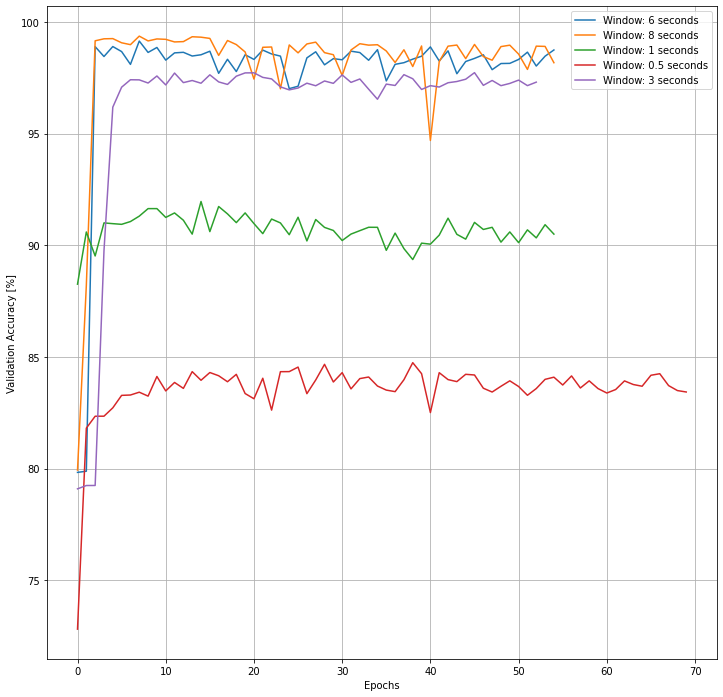 Window: 6 seconds
Window: 8 seconds
Window: 1 seconds
Window: 0.5 seconds
Window: 3 seconds
100
95
90
85
80
75
Validation Accuracy [%]
0 10 20 30 40 50 60 70
Epochs